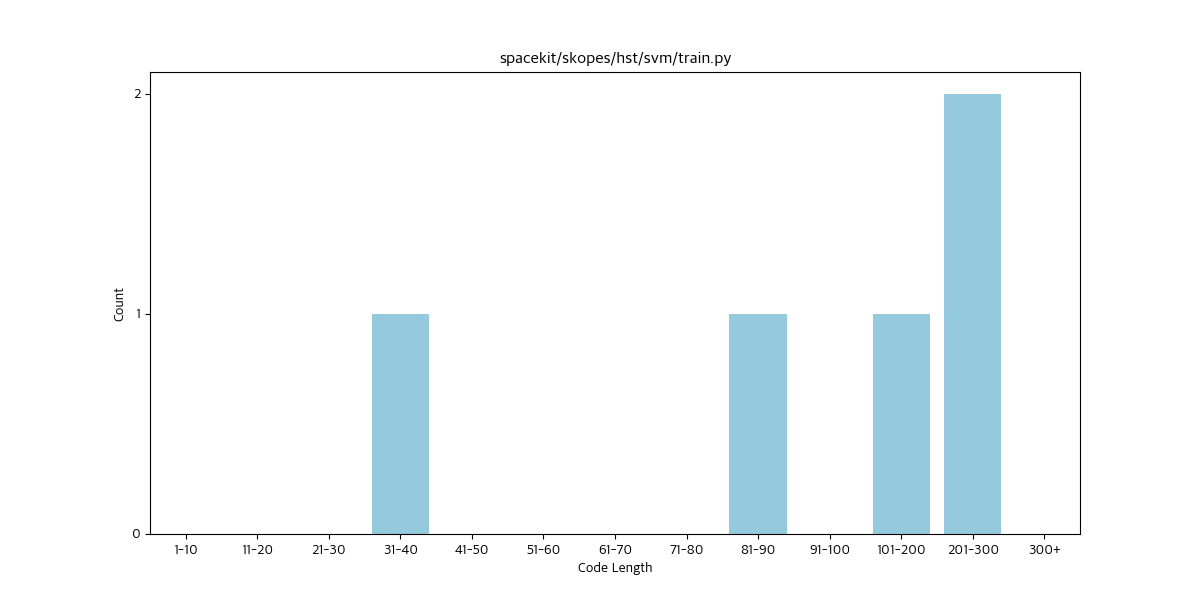 spacekit/skopes/hst/svm/train.py
2
1
0
Count
1-10 11-20 21-30 31-40 41-50 51-60 61-70 71-80 81-90 91-100 101-200 201-300 300+
Code Length